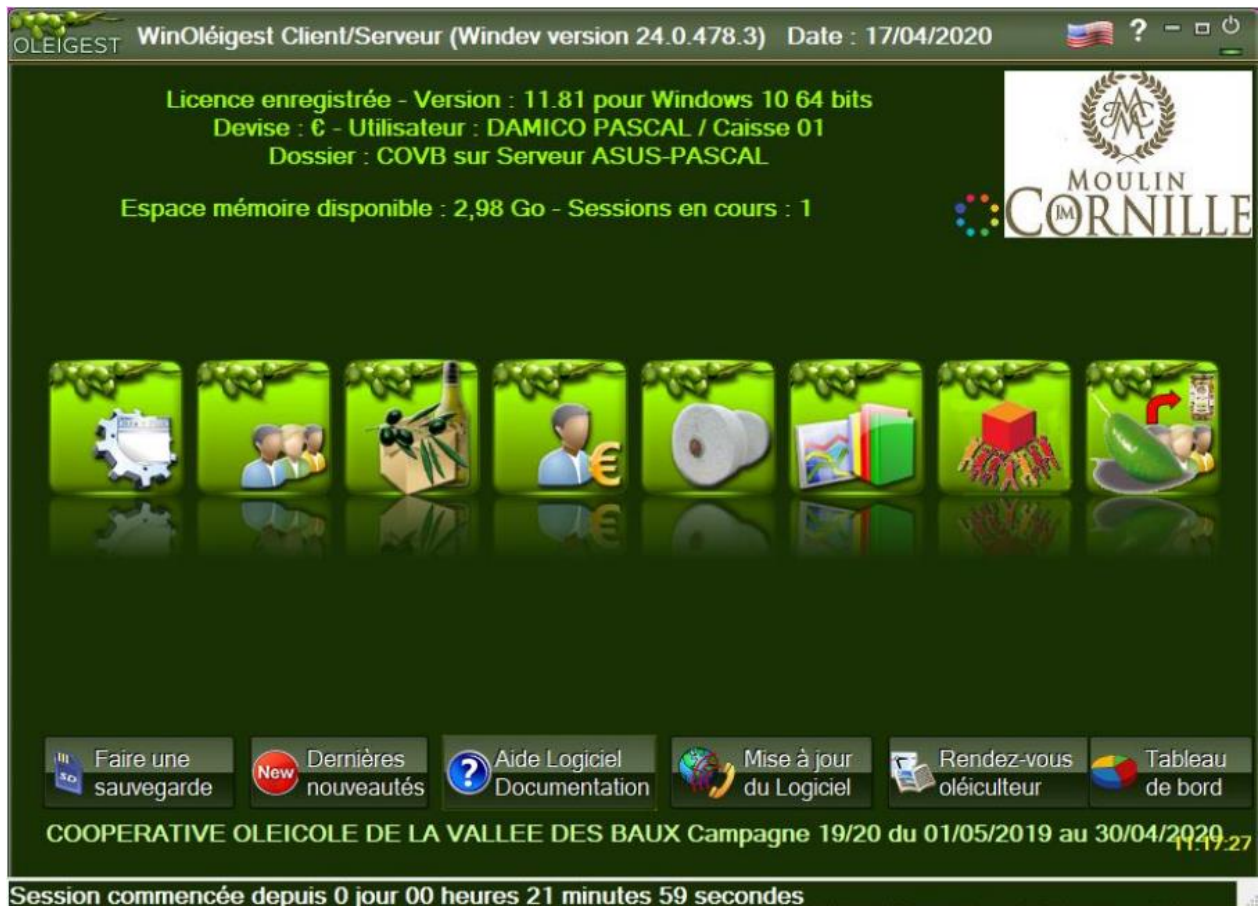 OLEIGEST WinOléigest Client/Serveur (Windev version 24.0.478.3) Date : 17/04/2020 ?
Licence enregistrée - Version : 11.81 pour Windows 10 64 bits
Devise : € - Utilisateur : DAMICO PASCAL / Caisse 01
Dossier : COVB sur Serveur ASUS-PASCAL
Espace mémoire disponible : 2,98 Go - Sessions en cours : 1
MOULIN
JM
CORNILLE
€
Faire une
sauvegarde
SD
New
Dernières
nouveautés
?
Aide Logiciel
Documentation
Mise à jour
du Logiciel
Rendez-vous
oléiculteur
Tableau
de bord
COOPERATIVE OLEICOLE DE LA VALLEE DES BAUX Campagne 19/20 du 01/05/2019 au 30/04/2020
11:17:27
Session commencée depuis 0 jour 00 heures 21 minutes 59 secondes